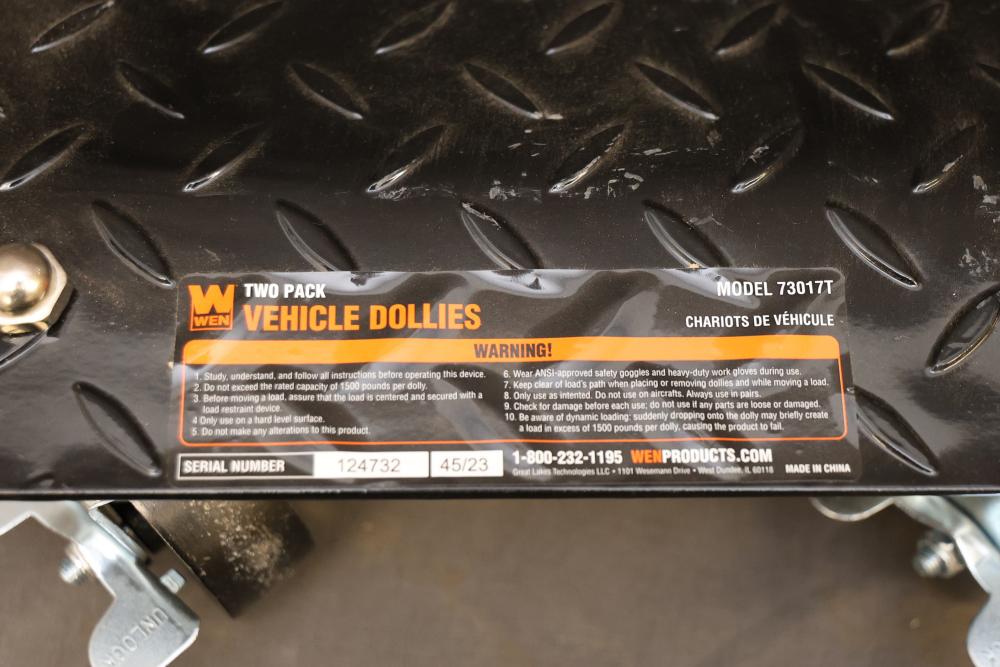 W
WEN
TWO PACK
VEHICLE DOLLIES
MODEL 73017T
CHARIOTS DE VÉHICULE
WARNING!
1. Study, understand, and follow all instructions before operating this device.
2. Do not exceed the rated capacity of 1500 pounds per dolly.
3. Before moving a load, assure that the load is centered and secured with a
load restraint device.
4 Only use on a hard level surface.
5. Do not make any alterations to this product.
6. Wear ANSI-approved safety goggles and heavy-duty work gloves during use.
7. Keep clear of load's path when placing or removing dollies and while moving a load.
8. Only use as intented. Do not use on aircrafts. Always use in pairs.
9. Check for damage before each use; do not use if any parts are loose or damaged.
10. Be aware of dynamic loading: suddenly dropping onto the dolly may briefly create
a load in excess of 1500 pounds per dolly, causing the product to fail.
SERIAL NUMBER 124732 45/23
1-800-232-1195 WENPRODUCTS.COM
Great Lakes Technologies LLC • 1101 Wesemann Drive • West Dundee, IL 60118 MADE IN CHINA
UNLOCK